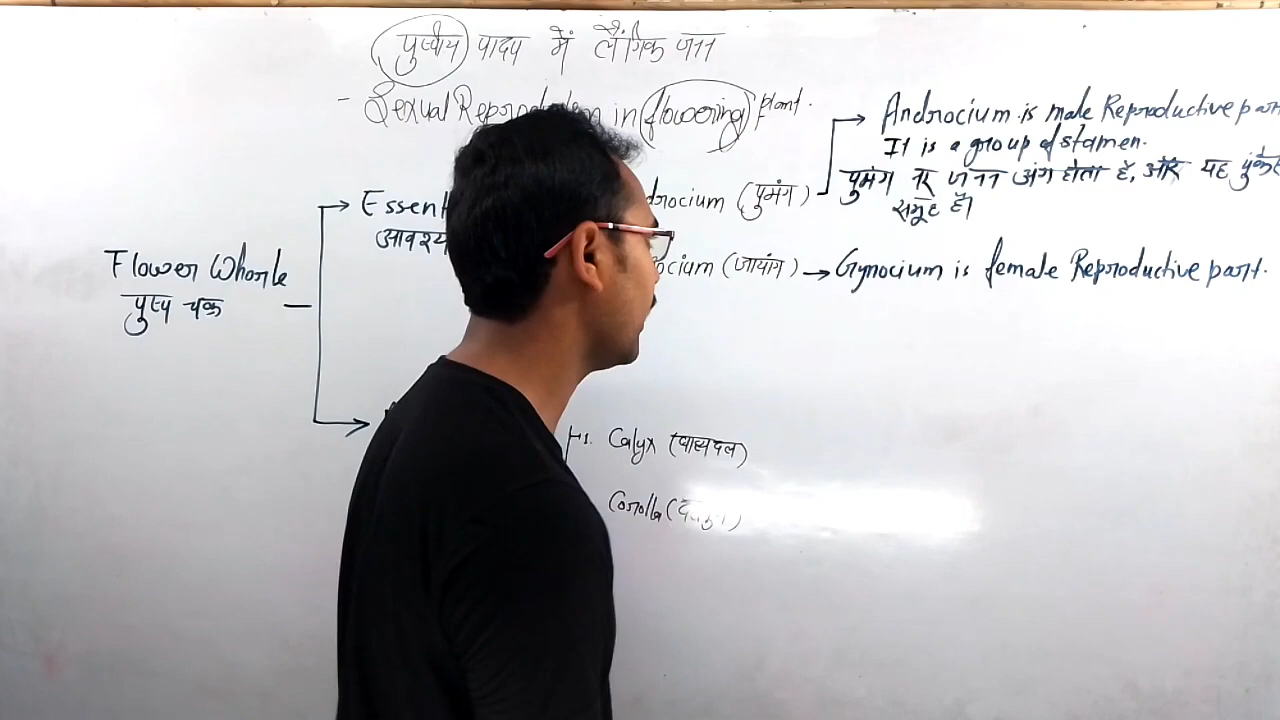 पुष्पीय पादप में लैंगिक जनन
- Sexual Reproduction in flowering plant.
Androcium is male Reproductive part
It is a group of stamen.
पुमंग नर जनन अंग होता है, और यह पुंके
समूह है।
Essent
आवश्य
drocium (पुमंग)
ocium (जायांग) → Gynocium is female Reproductive part.
Flower Whorle
पुष्प चक्र
1. Calyx (वाह्यदल)
Corolla (